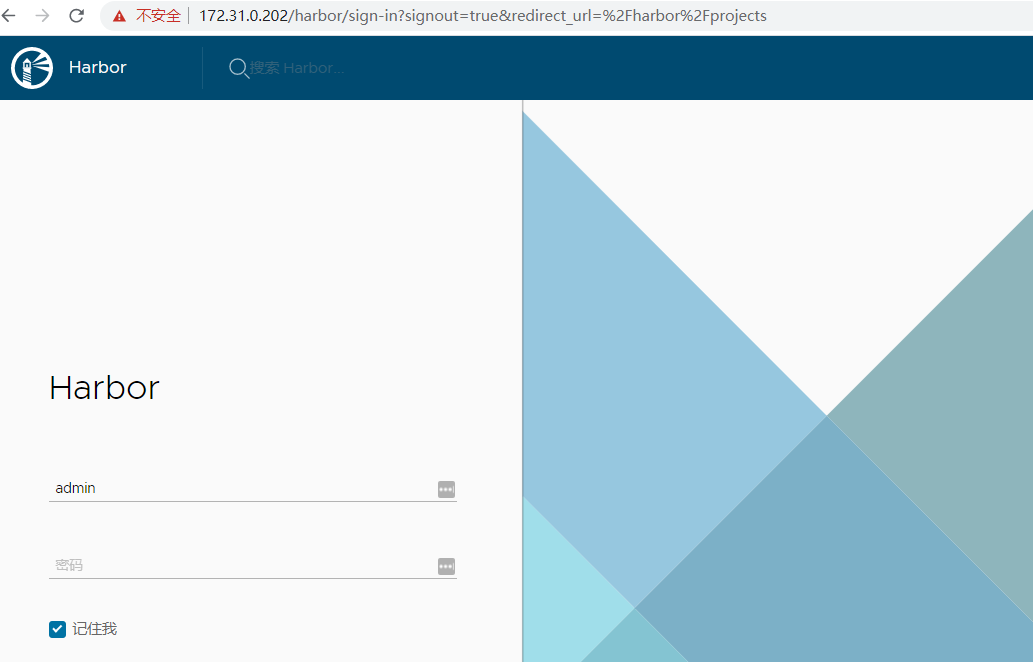 不安全 172.31.0.202/harbor/sign-in?signout=true&redirect_url=%2Fharbor%2Fprojects
Harbor 搜索 Harbor...
Harbor
admin
密码
记住我